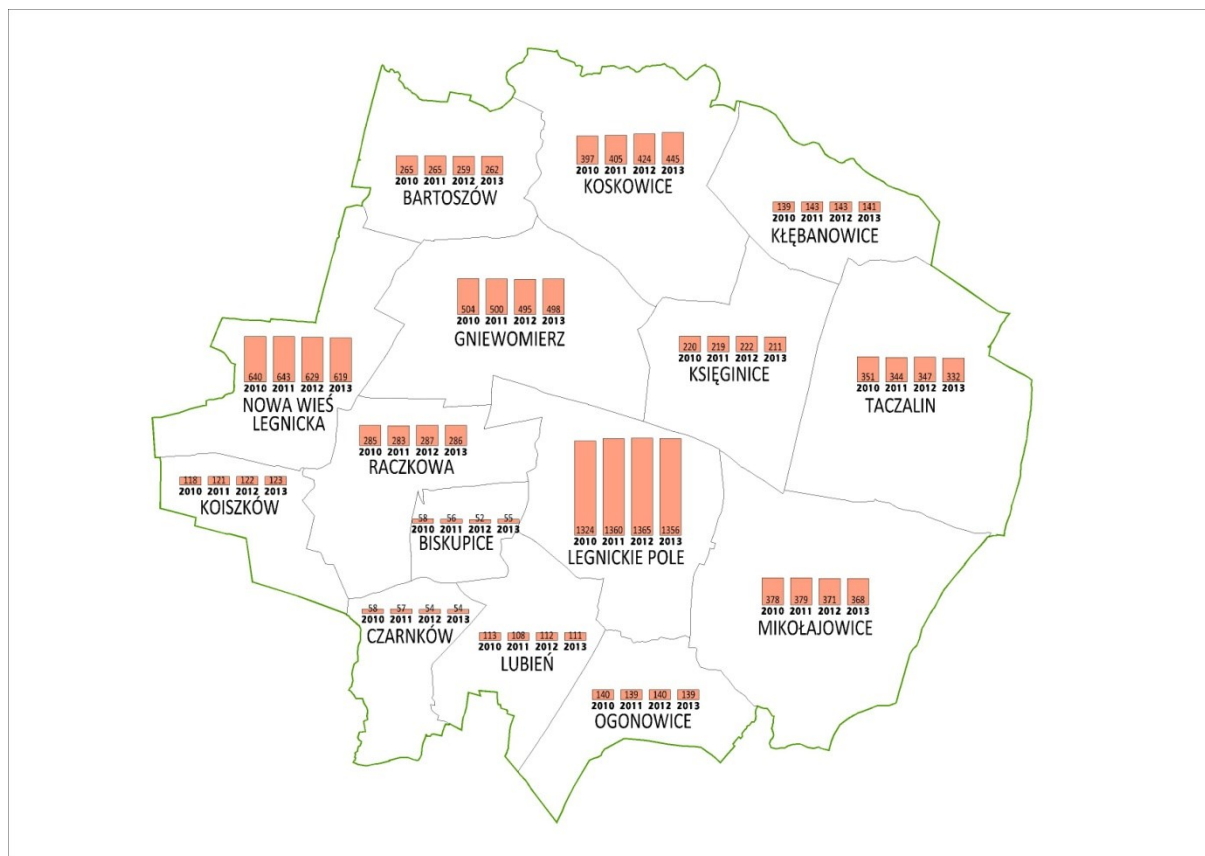 397 405 424 445
2010 2011 2012 2013
KOSKOWICE
265 265 259 262
2010 2011 2012 2013
BARTOSZÓW
139 143 143 141
2010 2011 2012 2013
KŁĘBANOWICE
504 500 495 498
2010 2011 2012 2013
GNIEWOMIERZ
640 643 629 619
2010 2011 2012 2013
NOWA WIEŚ
LEGNICKA
220 219 222 211
2010 2011 2012 2013
KSIĘGINICE
351 344 347 332
2010 2011 2012 2013
TACZALIN
285 283 287 286
2010 2011 2012 2013
RACZKOWA
118 121 122 123
2010 2011 2012 2013
KOISZKÓW
58 56 52 55
2010 2011 2012 2013
BISKUPICE
1324 1360 1365 1356
2010 2011 2012 2013
LEGNICKIE POLE
378 379 371 368
2010 2011 2012 2013
MIKOŁAJOWICE
58 57 54 54
2010 2011 2012 2013
CZARNKÓW
113 108 112 111
2010 2011 2012 2013
LUBIEŃ
140 139 140 139
2010 2011 2012 2013
OGONOWICE